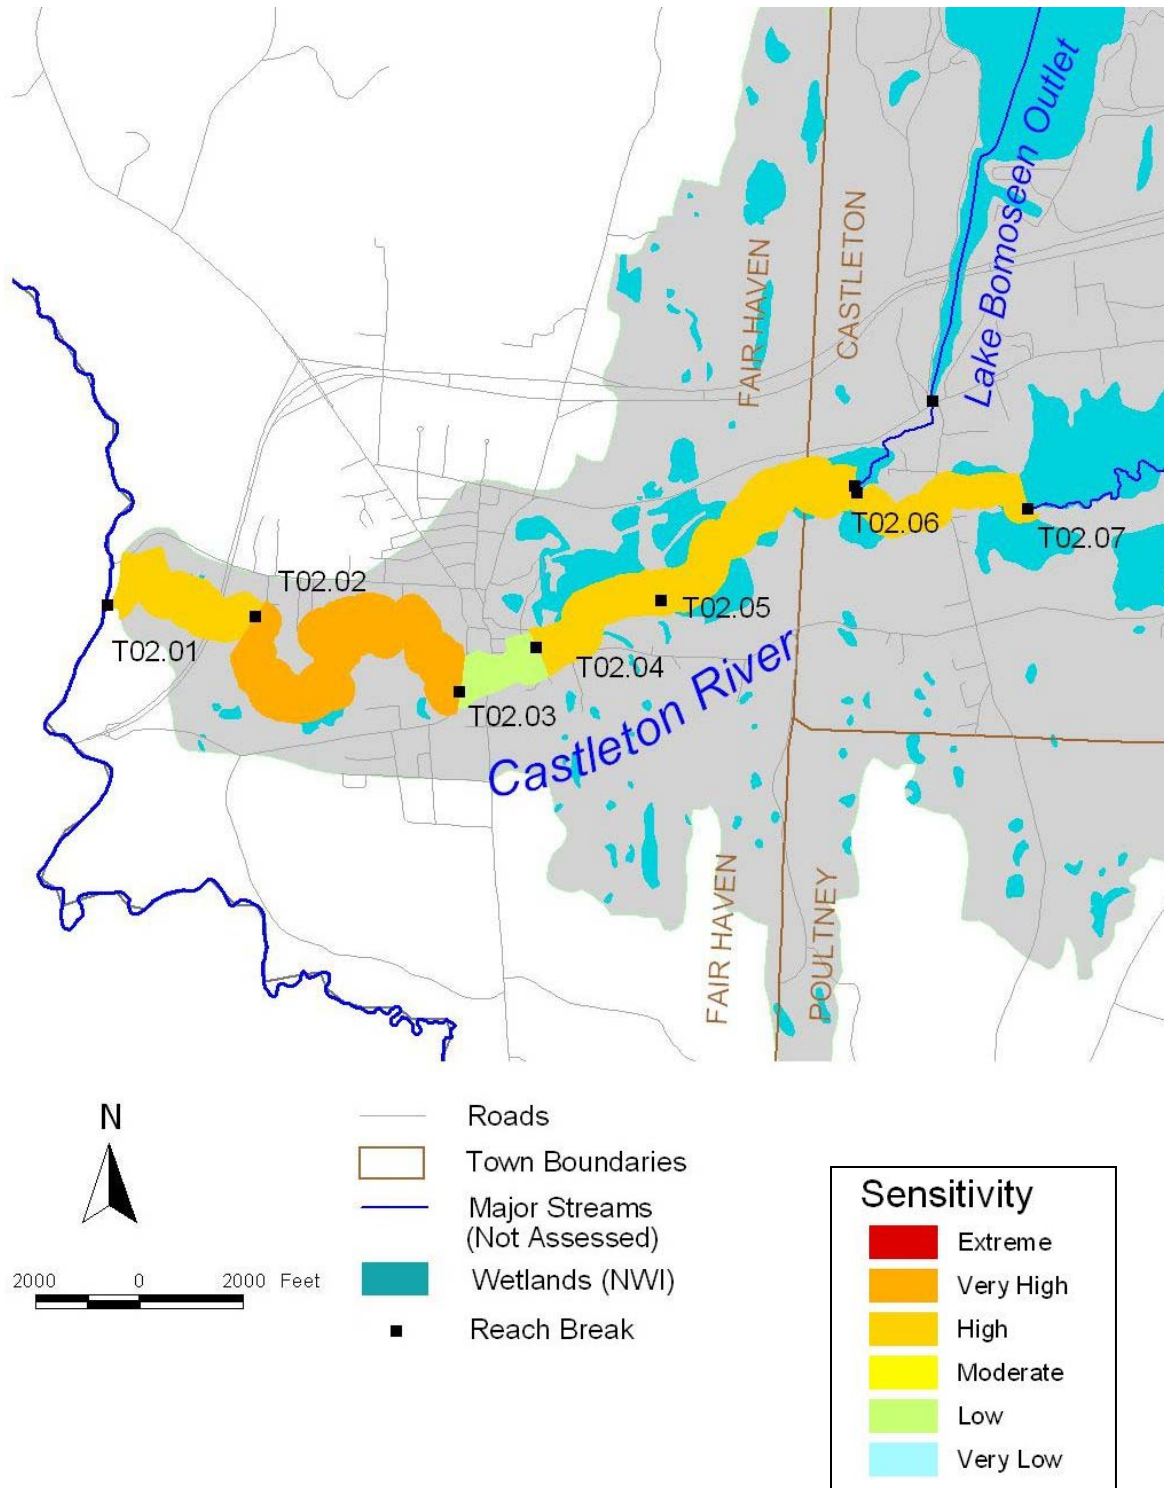 Lake Bomoseen Outlet
FAIR HAVEN
CASTLETON
T02.06
T02.07
T02.02
T02.05
T02.01
T02.04
T02.03
Castleton River
FAIR HAVEN
POULTNEY
N
2000 0 2000 Feet
Roads
Town Boundaries
Major Streams
(Not Assessed)
Wetlands (NWI)
Reach Break
Sensitivity
Extreme
Very High
High
Moderate
Low
Very Low